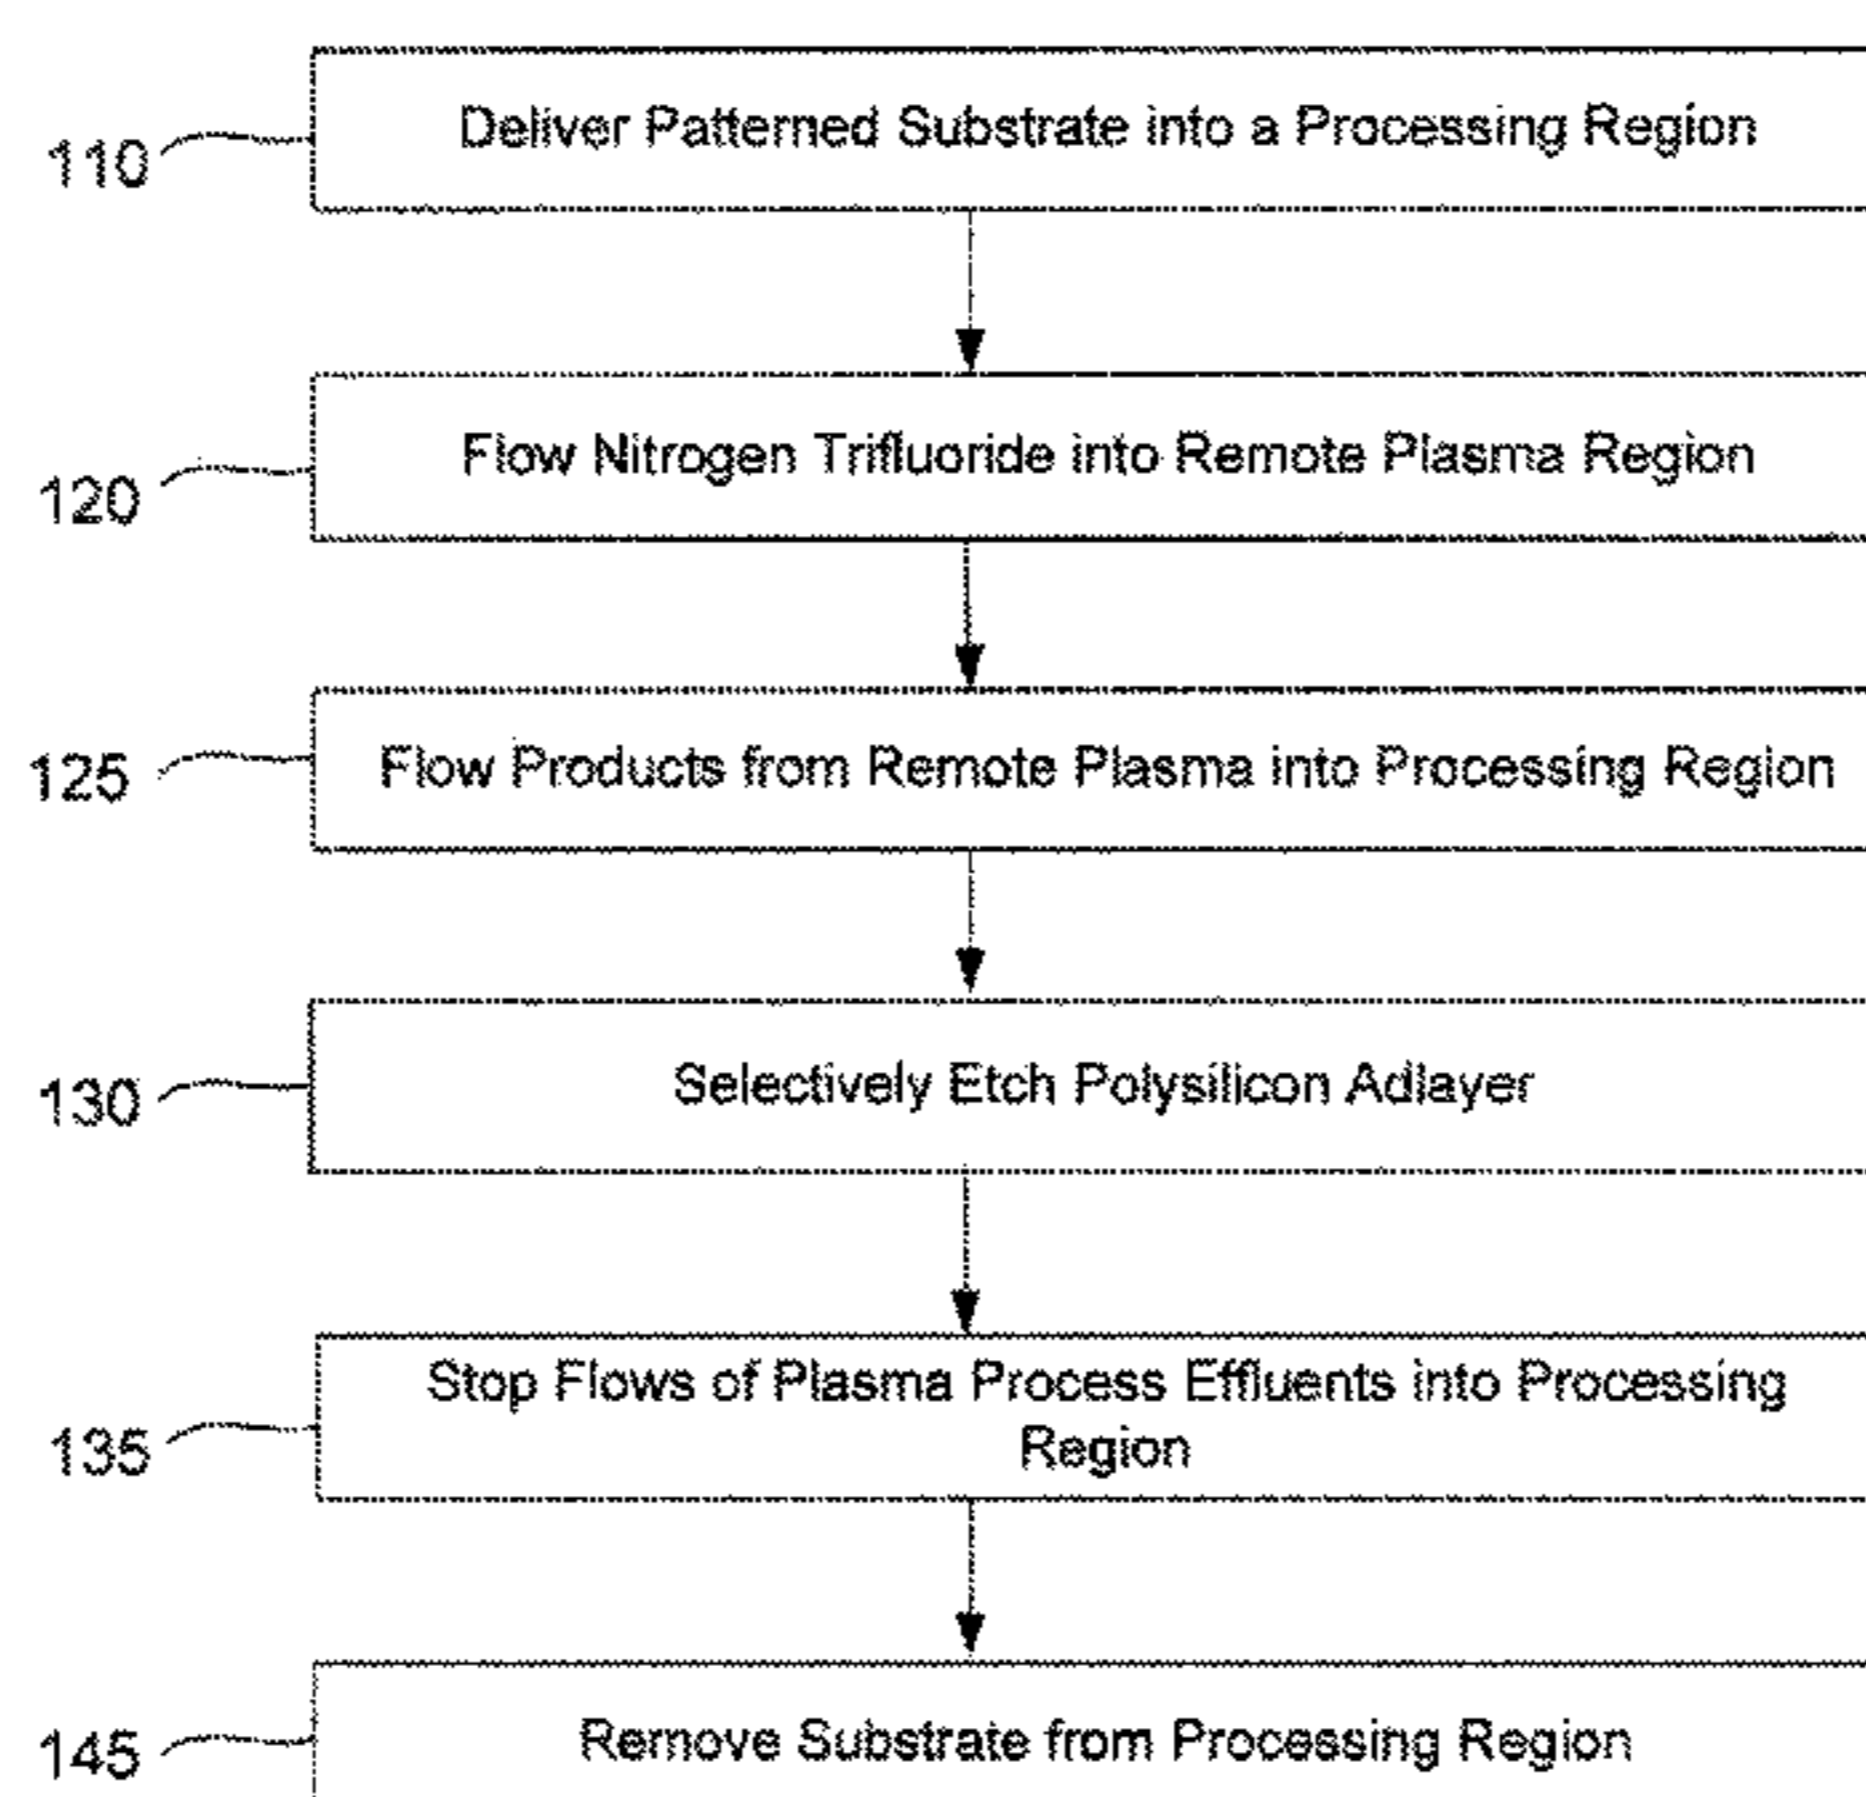 Deliver Patterned Substrate into a Processing Region
110
Flow Nitrogen Trifluoride into Remote Plasma Region
120
Flow Products from Remote Plasma into Processing Region
125
Selectively Etch Polysilicon Adlayer
130
Stop Flows of Plasma Process Effluents into Processing
Region
135
Remove Substrate from Processing Region
145